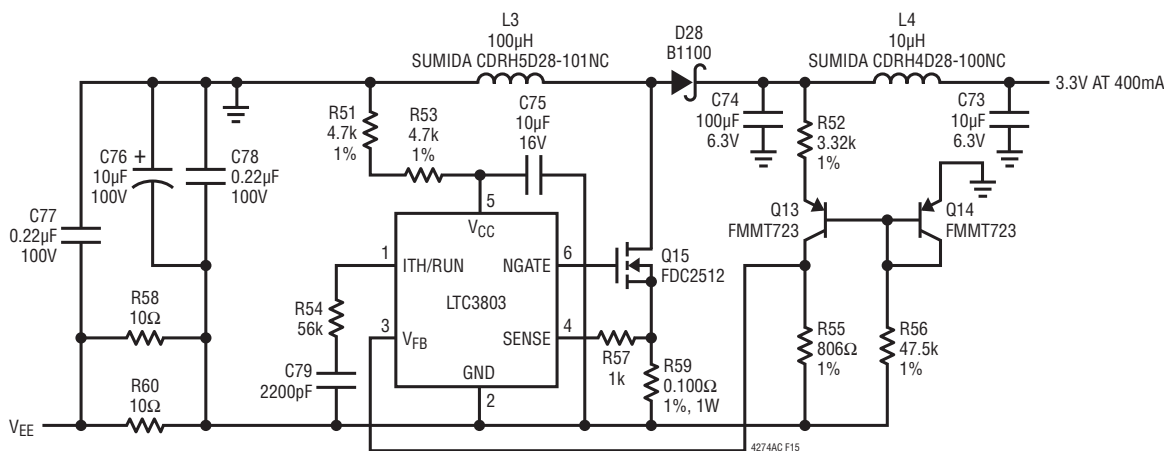 L3
100µH
SUMIDA CDRH5D28-101NC
D28
B1100
L4
10µH
SUMIDA CDRH4D28-100NC
3.3V AT 400mA
C74
100µF
6.3V
C73
10µF
6.3V
R51
4.7k
1%
R53
4.7k
1%
C75
10µF
16V
R52
3.32k
1%
C76
10µF
100V
+
C78
0.22µF
100V
C77
0.22µF
100V
Q13
FMMT723
Q14
FMMT723
5
VCC
1
ITH/RUN
NGATE
6
Q15
FDC2512
LTC3803
R54
56k
3
VFB
SENSE
4
R57
1k
GND
2
C79
2200pF
R58
10Ω
R60
10Ω
R59
0.100Ω
1%, 1W
R55
806Ω
1%
R56
47.5k
1%
VEE
4274AC F15